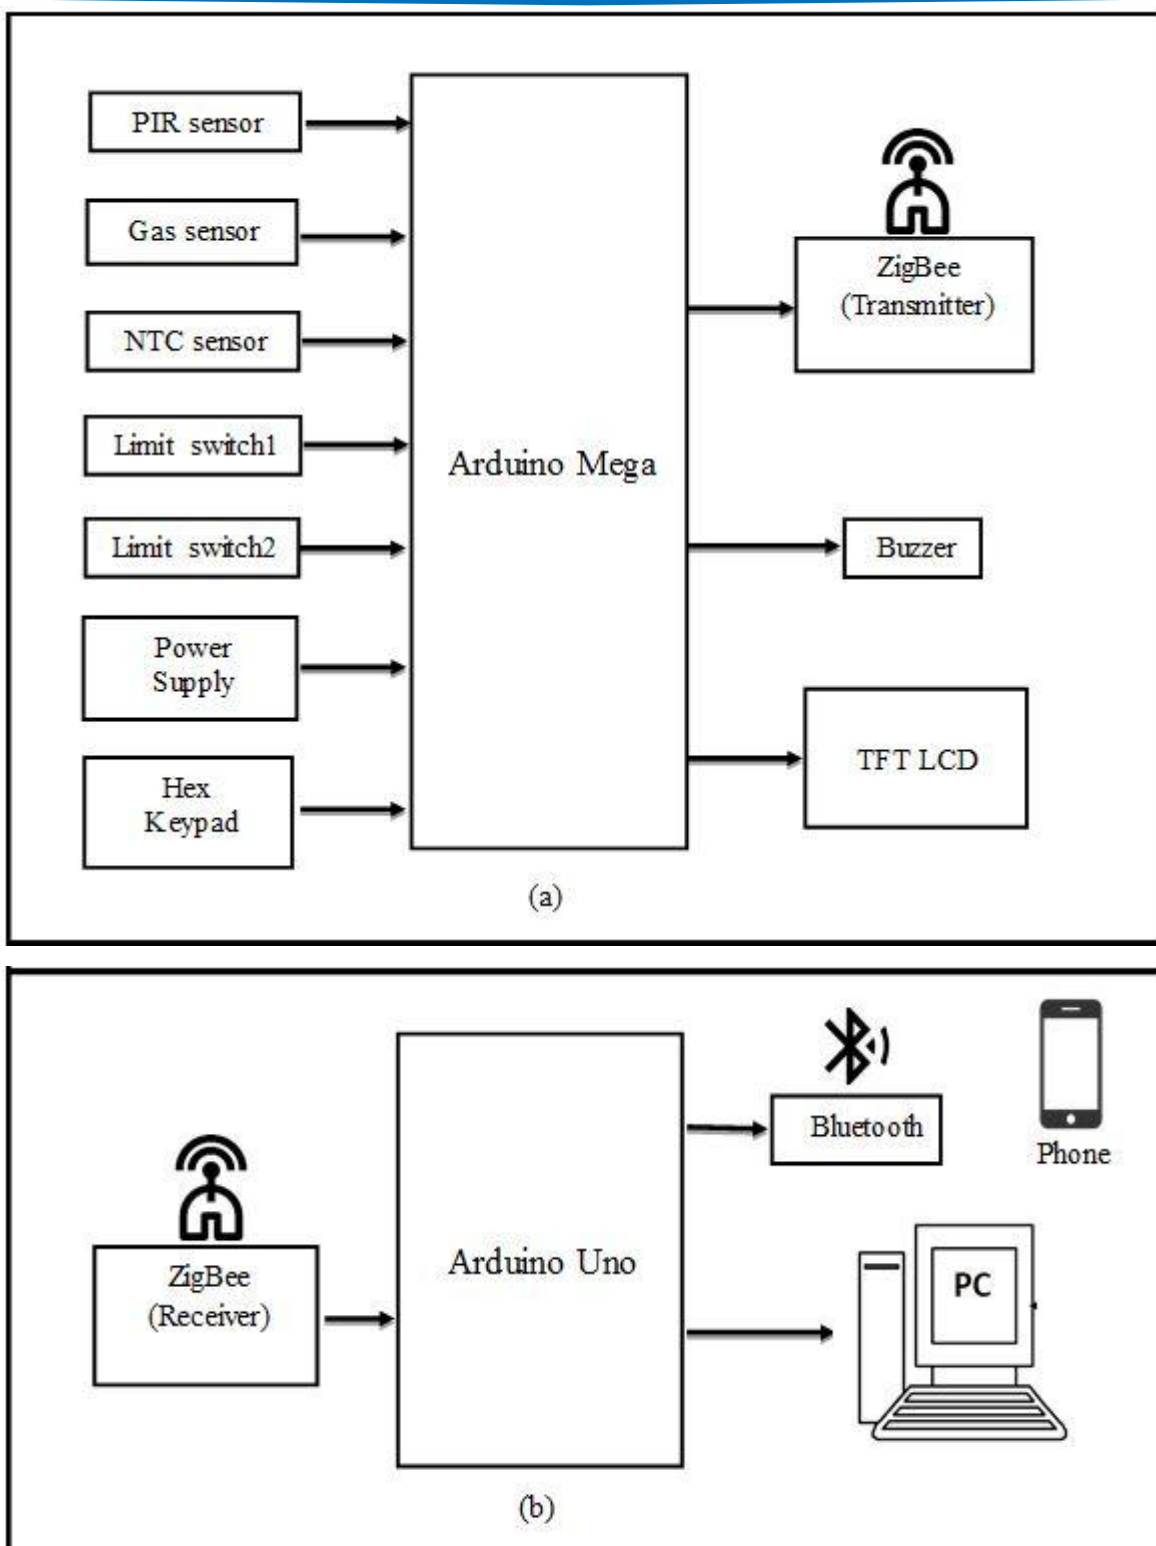 PIR sensor
Gas sensor
NTC sensor
Limit switch1
Limit switch2
Power
Supply
Hex
Keypad
Arduino Mega
ZigBee
(Transmitter)
Buzzer
TFT LCD
(a)
ZigBee
(Receiver)
Arduino Uno
Bluetooth
Phone
PC
(b)